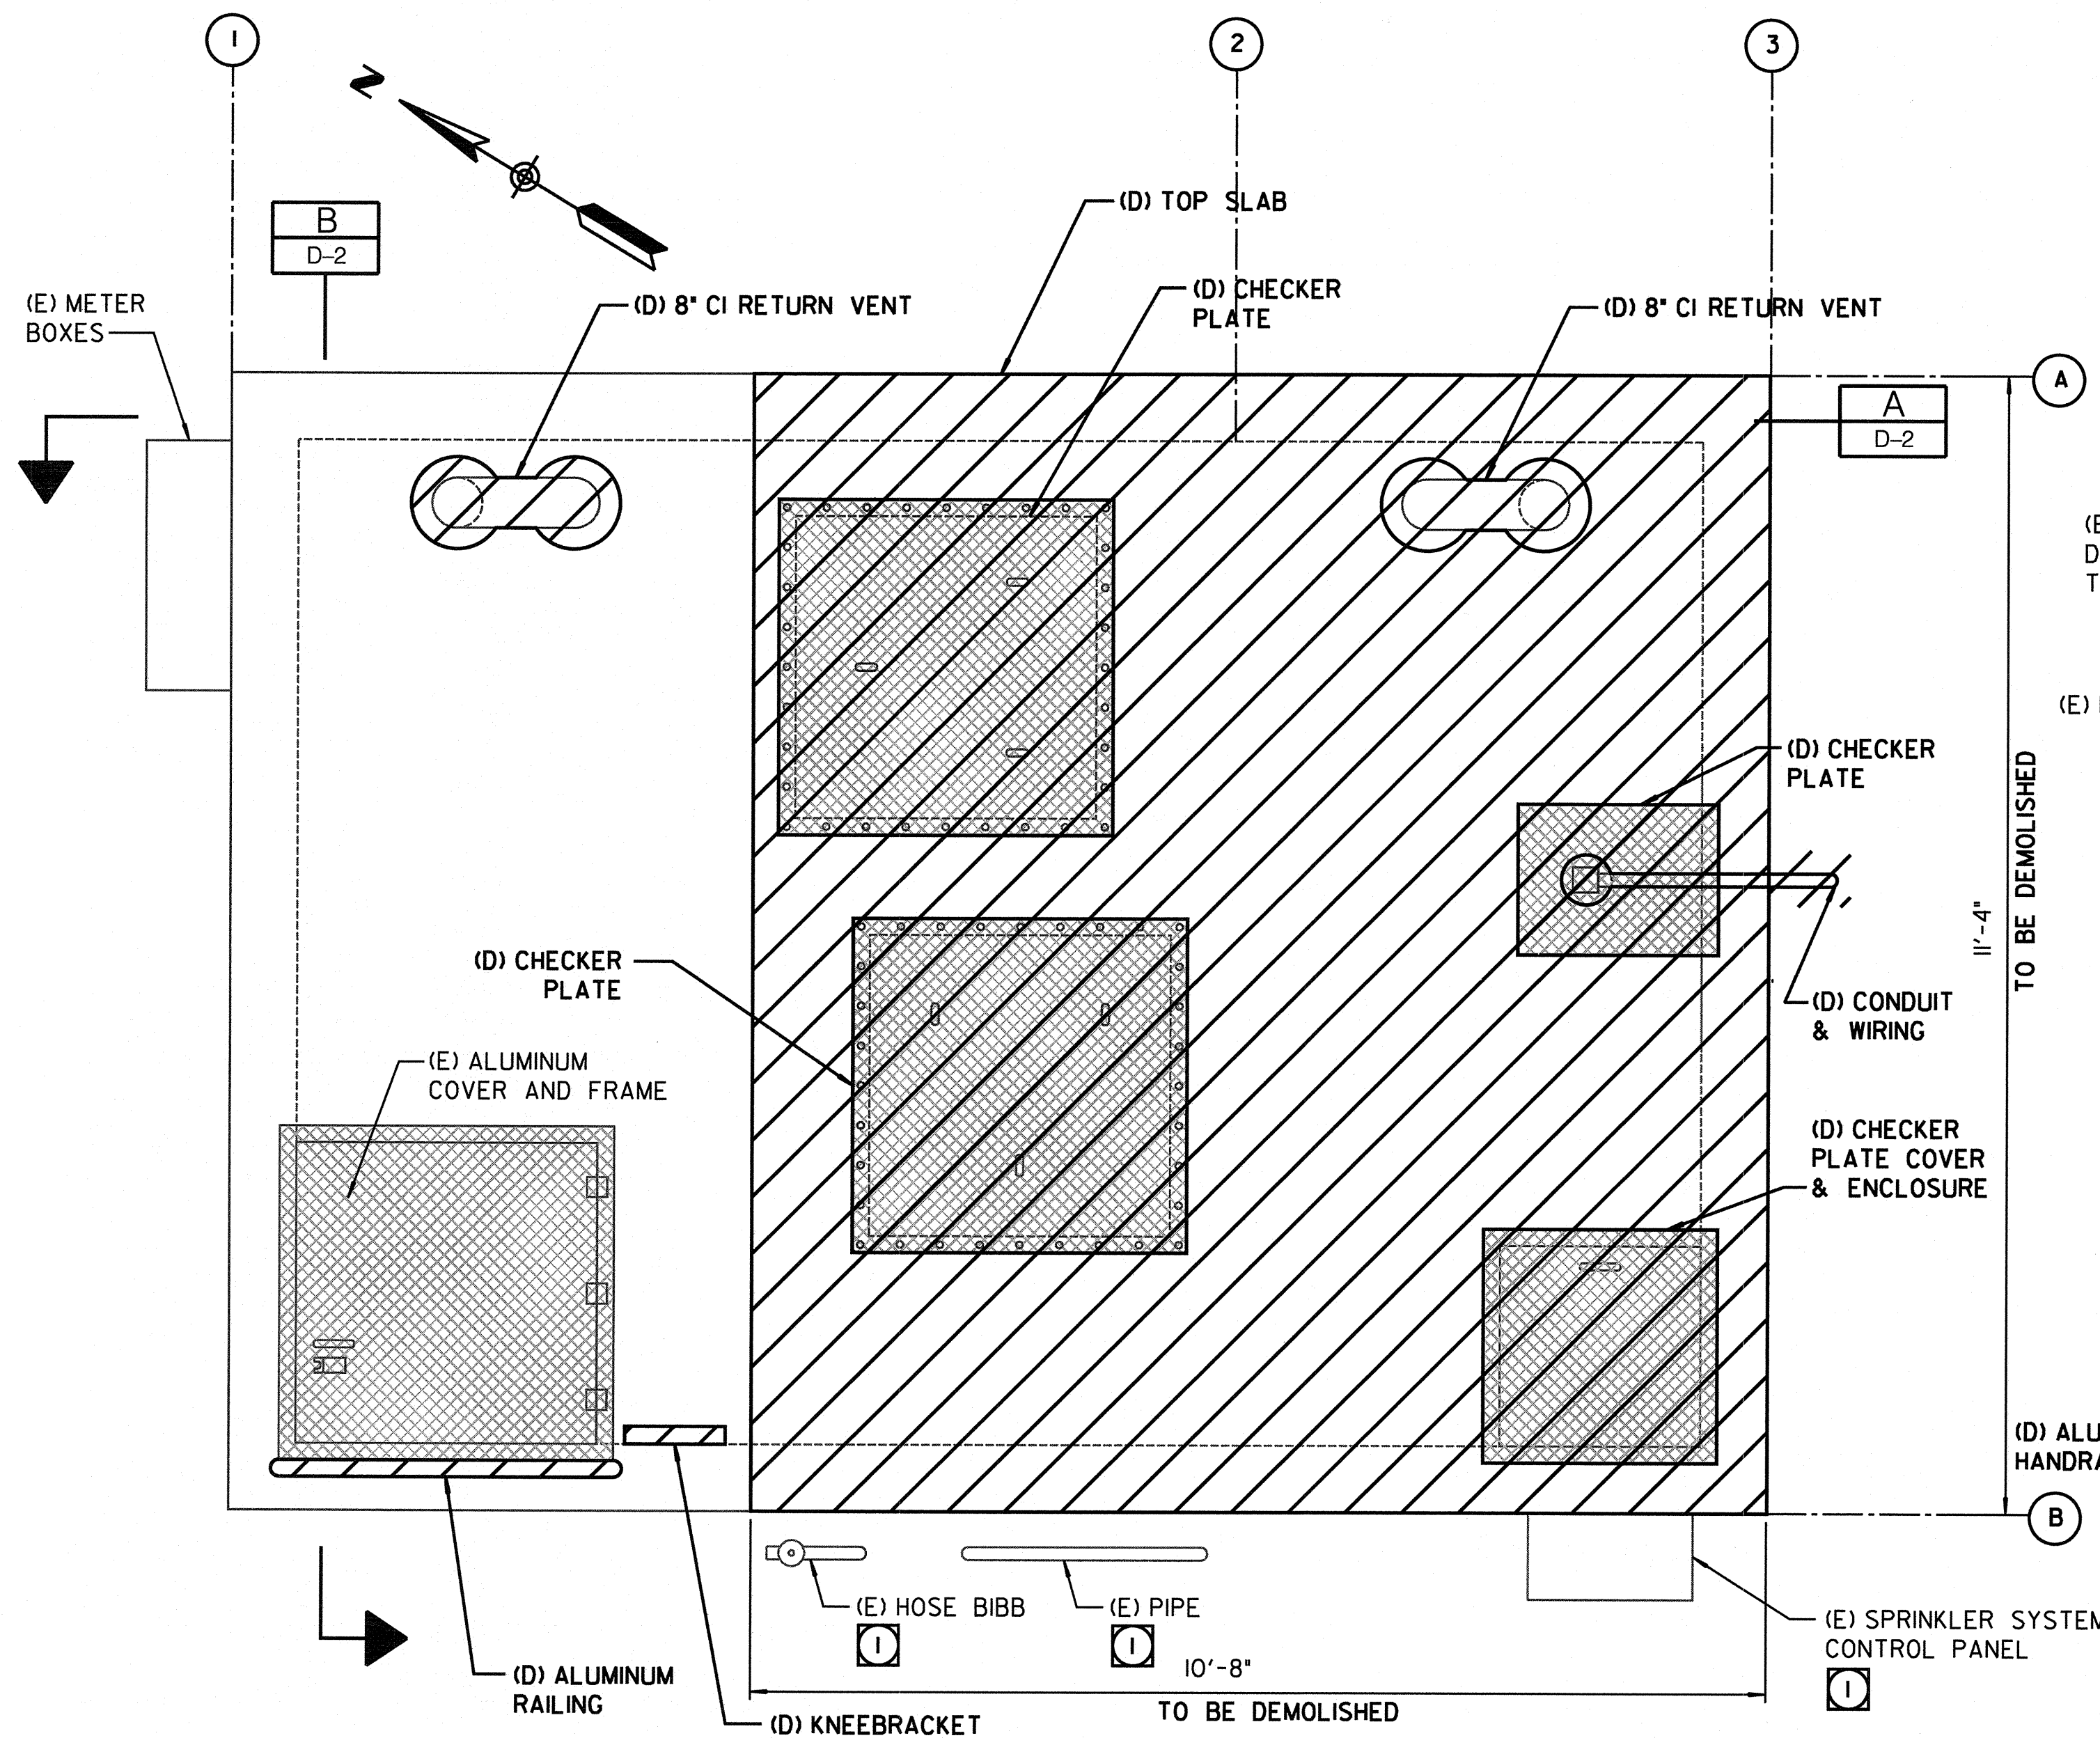 1
2
3
N
B
D-2
(D) TOP SLAB
(E) METER
BOXES
(D) 8" CI RETURN VENT
(D) CHECKER
PLATE
(D) 8" CI RETURN VENT
A
A
D-2
(E)
(D) CHECKER
PLATE
11'-4"
TO BE DEMOLISHED
(D) CHECKER
PLATE
(D) CONDUIT
& WIRING
(E) ALUMINUM
COVER AND FRAME
(D) CHECKER
PLATE COVER
& ENCLOSURE
(D)
B
(E) HOSE BIBB
1
(E) PIPE
1
(E) SPRINKLER SYSTEM
CONTROL PANEL
1
10'-8"
TO BE DEMOLISHED
(D) ALUMINUM
RAILING
(D) KNEEBRACKET